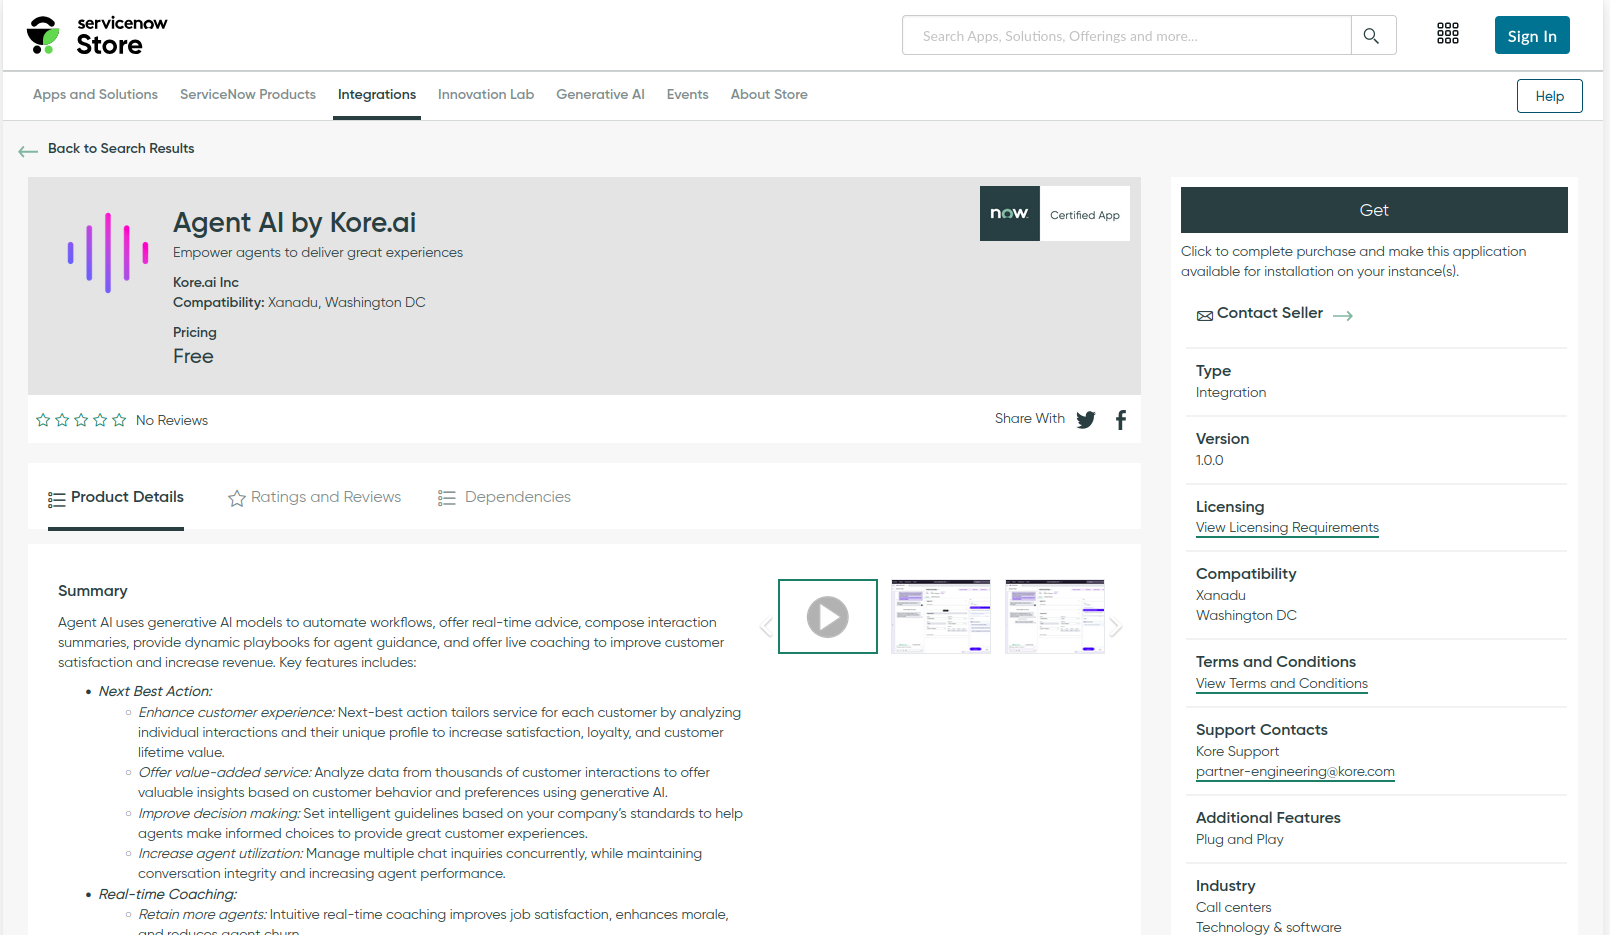 servicenow
Store
Search Apps, Solutions, Offerings and more...
Sign In
Apps and Solutions
ServiceNow Products
Integrations
Innovation Lab
Generative AI
Events
About Store
Help
Back to Search Results
Agent AI by Kore.ai
Empower agents to deliver great experiences
Kore.ai Inc
Compatibility: Xanadu, Washington DC
Pricing
Free
now.
Certified App
No Reviews
Share With
Product Details
Ratings and Reviews
Dependencies
Summary
Agent AI uses generative AI models to automate workflows, offer real-time advice, compose interaction
summaries, provide dynamic playbooks for agent guidance, and offer live coaching to improve customer
satisfaction and increase revenue. Key features includes:
• Next Best Action:
○ Enhance customer experience: Next-best action tailors service for each customer by analyzing
individual interactions and their unique profile to increase satisfaction, loyalty, and customer
lifetime value.
○ Offer value-added service: Analyze data from thousands of customer interactions to offer
valuable insights based on customer behavior and preferences using generative AI.
○ Improve decision making: Set intelligent guidelines based on your company's standards to help
agents make informed choices to provide great customer experiences.
○ Increase agent utilization: Manage multiple chat inquiries concurrently, while maintaining
conversation integrity and increasing agent performance.
• Real-time Coaching:
○ Retain more agents: Intuitive real-time coaching improves job satisfaction, enhances morale,
and reduces agent churn.
Get
Click to complete purchase and make this application
available for installation on your instance(s).
Contact Seller
Type
Integration
Version
1.0.0
Licensing
View Licensing Requirements
Compatibility
Xanadu
Washington DC
Terms and Conditions
View Terms and Conditions
Support Contacts
Kore Support
partner-engineering@kore.com
Additional Features
Plug and Play
Industry
Call centers
Technology & software